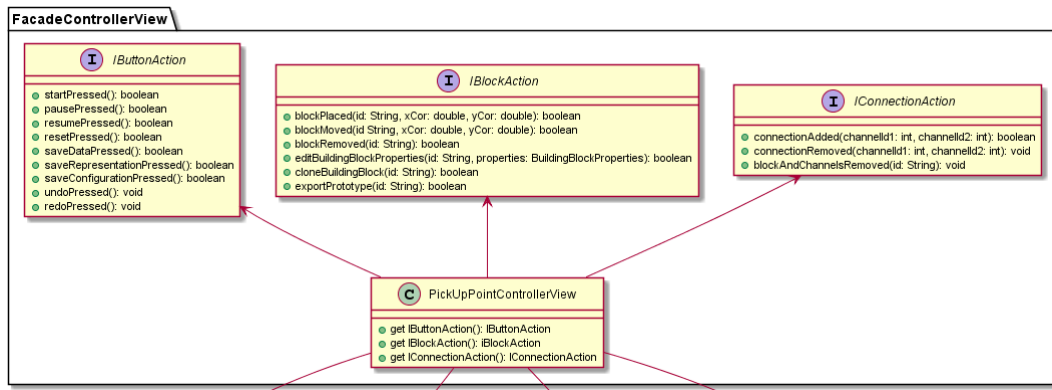 FacadeControllerView
I IButtonAction
startPressed(): boolean
pausePressed(): boolean
resumePressed(): boolean
resetPressed(): boolean
saveDataPressed(): boolean
saveRepresentationPressed(): boolean
saveConfigurationPressed(): boolean
undoPressed(): void
redoPressed(): void
I IBlockAction
blockPlaced(id: String, xCor: double, yCor: double): boolean
blockMoved(id String, xCor: double, yCor: double): boolean
blockRemoved(id: String): boolean
editBuildingBlockProperties(id: String, properties: BuildingBlockProperties): boolean
cloneBuildingBlock(id: String): boolean
exportPrototype(id: String): boolean
I IConnectionAction
connectionAdded(channelId1: int, channelId2: int): boolean
connectionRemoved(channelId1: int, channelId2: int): void
blockAndChannelsRemoved(id: String): void
C PickUpPointControllerView
get IButtonAction(): IButtonAction
get IBlockAction(): iBlockAction
get IConnectionAction(): IConnectionAction